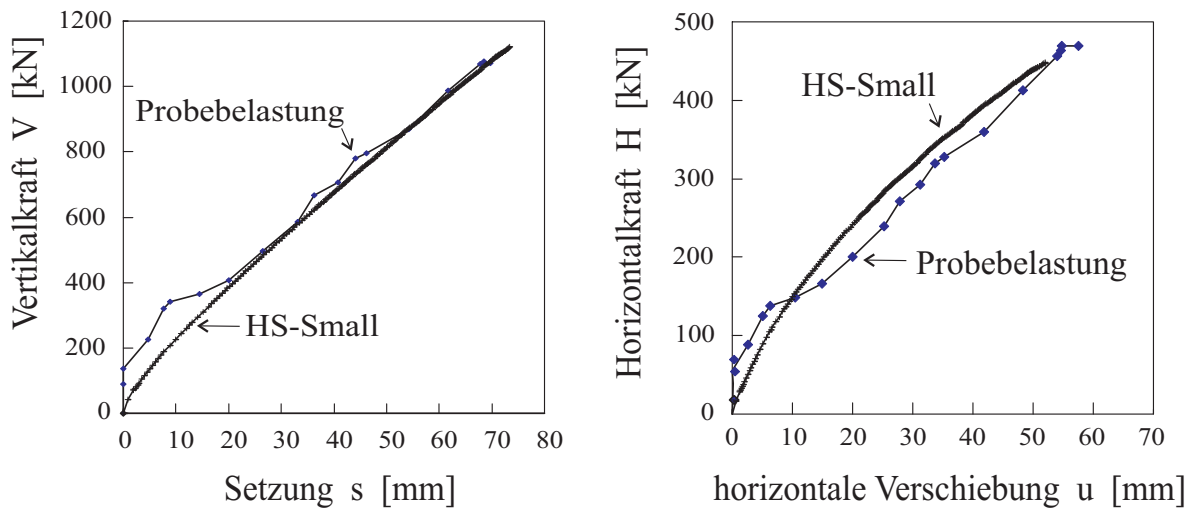 Vertikalkraft V [kN]
1200
1000
800
600
400
200
0
Probebelastung
HS-Small
0 10 20 30 40 50 60 70 80
Setzung s [mm]
Horizontalkraft H [kN]
500
400
300
200
100
0
HS-Small
Probebelastung
0 10 20 30 40 50 60 70
horizontale Verschiebung u [mm]